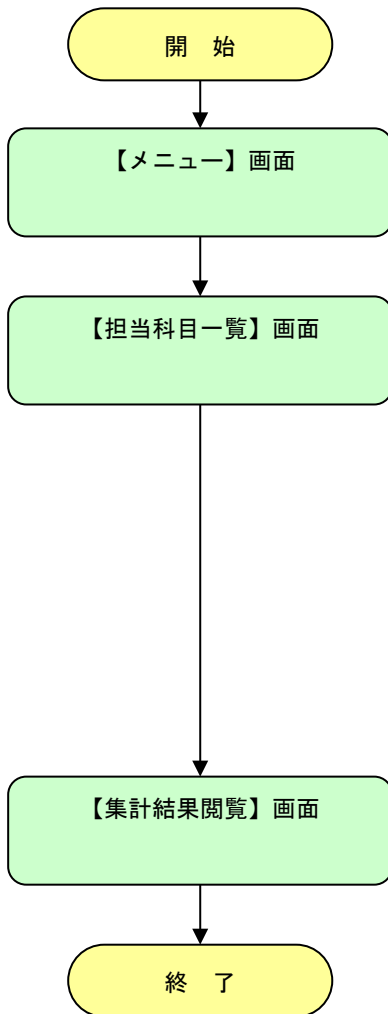 開　始
【メニュー】画面
【担当科目一覧】画面
【集計結果閲覧】画面
終　了